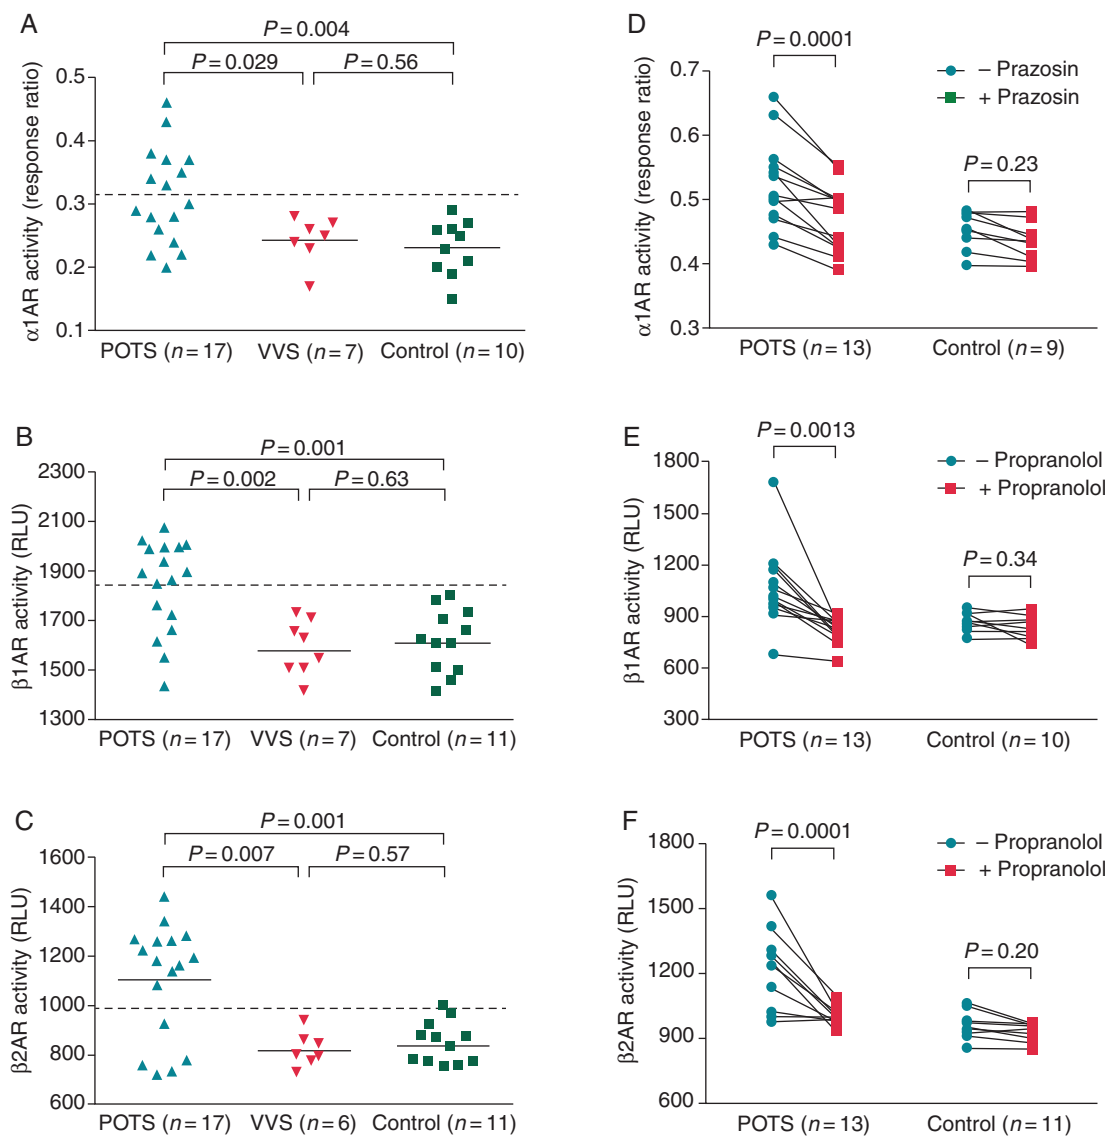 A
P = 0.004
P = 0.029
P = 0.56
α1AR activity (response ratio)
0.5
0.4
0.3
0.2
0.1
POTS (n = 17)
VVS (n = 7)
Control (n = 10)
D
P = 0.0001
– Prazosin
+ Prazosin
P = 0.23
α1AR activity (response ratio)
0.7
0.6
0.5
0.4
0.3
POTS (n = 13)
Control (n = 9)
B
P = 0.001
P = 0.002
P = 0.63
β1AR activity (RLU)
2300
2100
1900
1700
1500
1300
POTS (n = 17)
VVS (n = 7)
Control (n = 11)
E
P = 0.0013
– Propranolol
+ Propranolol
P = 0.34
β1AR activity (RLU)
1800
1500
1200
900
600
300
POTS (n = 13)
Control (n = 10)
C
P = 0.001
P = 0.007
P = 0.57
β2AR activity (RLU)
1600
1400
1200
1000
800
600
POTS (n = 17)
VVS (n = 6)
Control (n = 11)
F
P = 0.0001
– Propranolol
+ Propranolol
P = 0.20
β2AR activity (RLU)
1800
1500
1200
900
600
POTS (n = 13)
Control (n = 11)